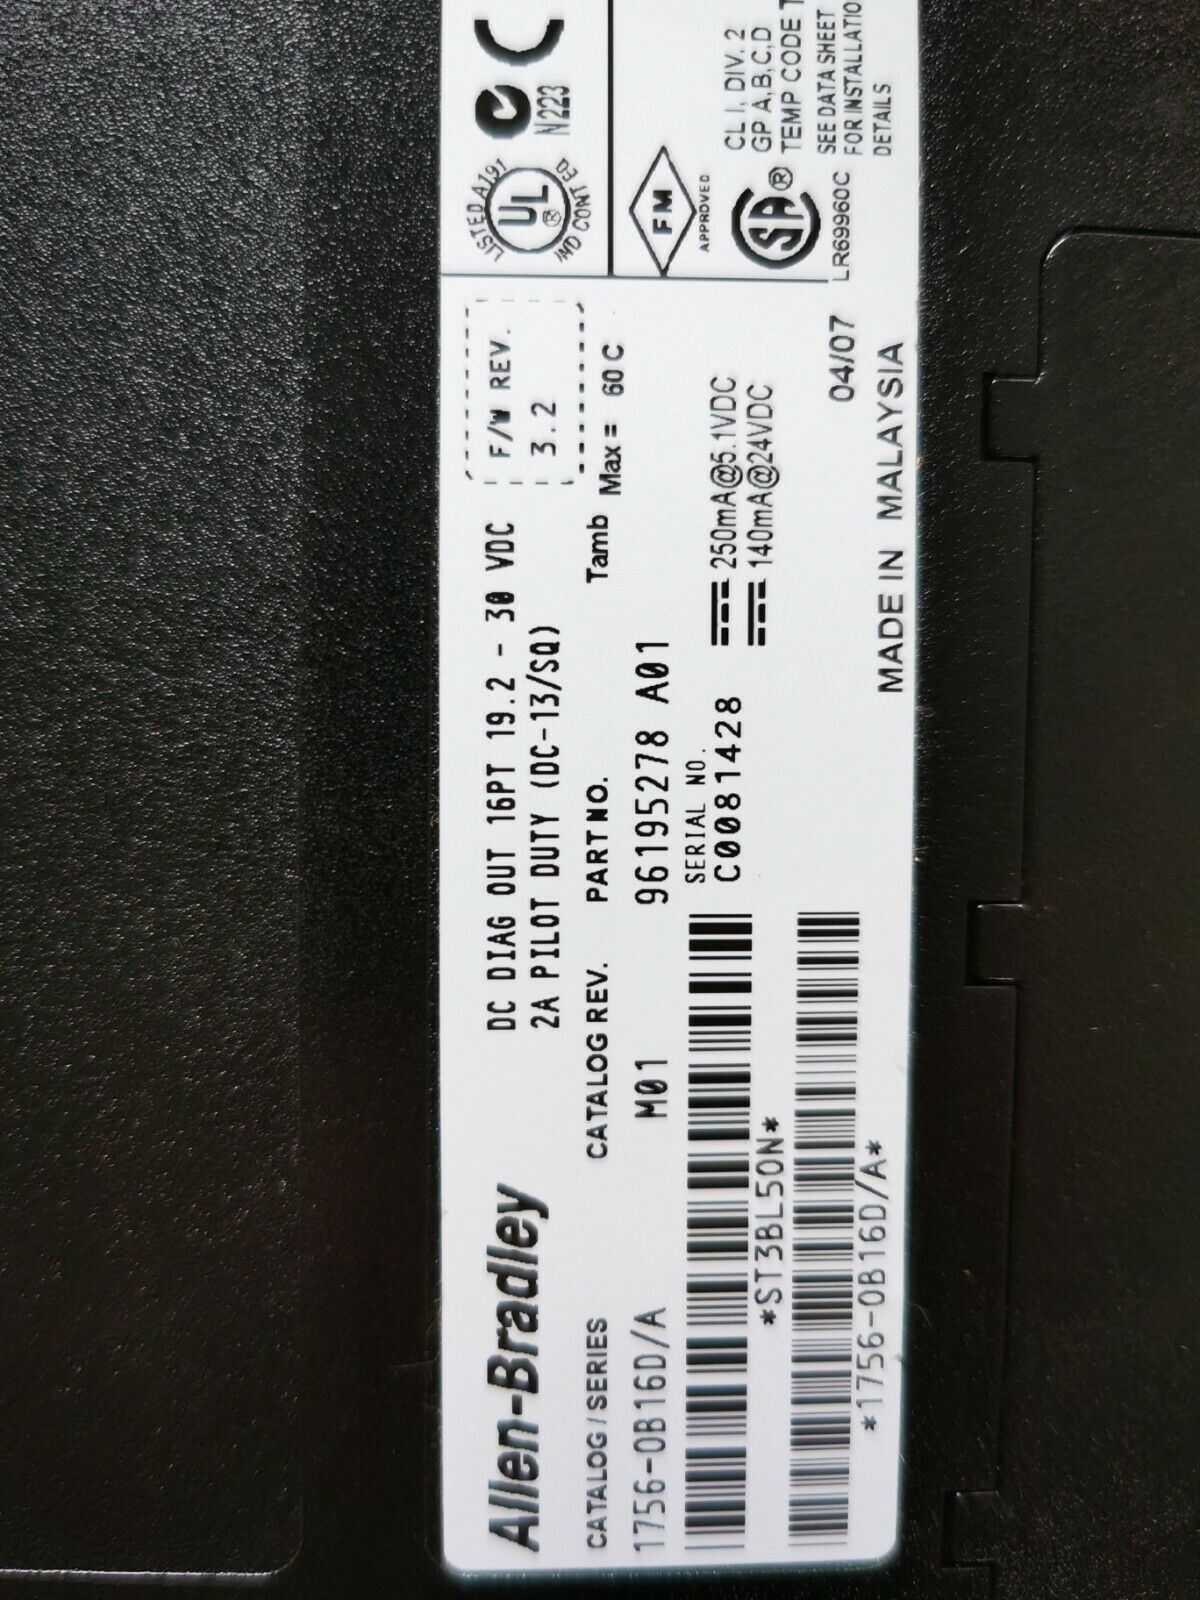 Allen-Bradley
DC DIAG OUT 16PT 19.2 - 30 VDC
2A PILOT DUTY (DC-13/SQ)
F/W REV.
3.2
CATALOG / SERIES
1756-OB16D/A
CATALOG REV.
M01
PART NO.
96195278 A01
Tamb
Max = 60 C
SERIAL NO.
C0081428
250mA@5.1VDC
140mA@24VDC
*ST3BL50N*
*1756-OB16D/A*
04/07
MADE IN MALAYSIA
LISTED A191
UL
IND CONT EQ
N223
FM
APPROVED
SA
LR69960C
CL I, DIV. 2
GP A,B,C,D
TEMP CODE
SEE DATA SHEET
FOR
DETAILS